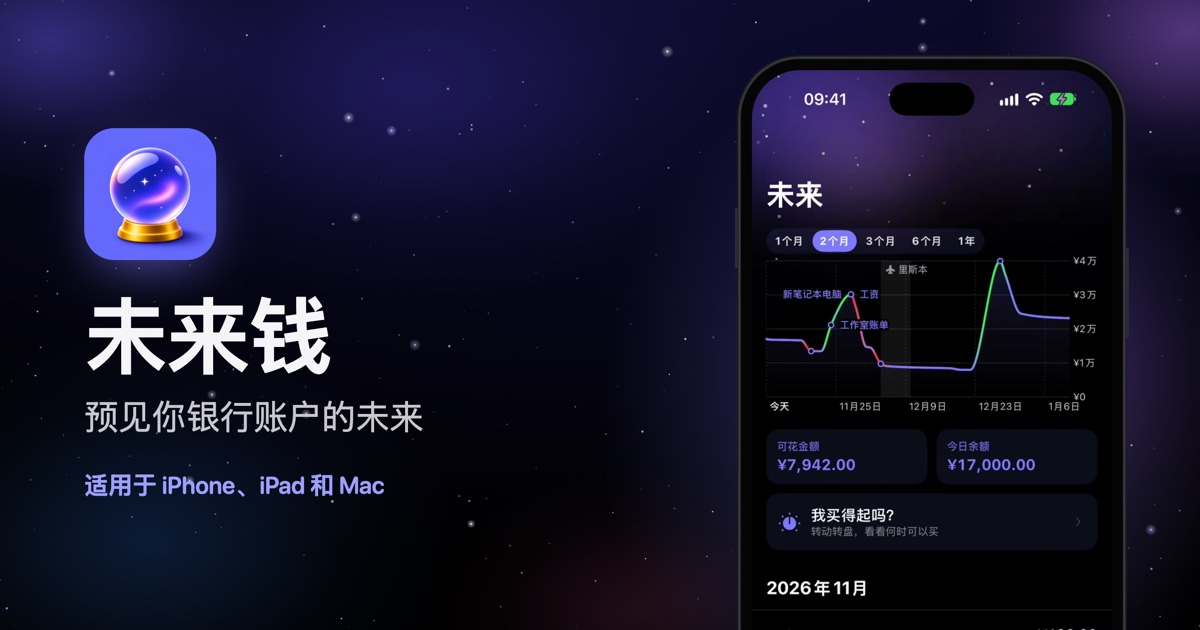 未来钱
预见你银行账户的未来
适用于 iPhone、iPad 和 Mac
09:41
未来
1个月 2个月 3个月 6个月 1年
里斯本
¥4万
新笔记本电脑 工资
¥3万
工作室账单
¥2万
¥1万
¥0
今天 11月25日 12月9日 12月23日 1月6日
可花金额
¥7,942.00
今日余额
¥17,000.00
我买得起吗?
转动转盘，看看何时可以买
2026年11月